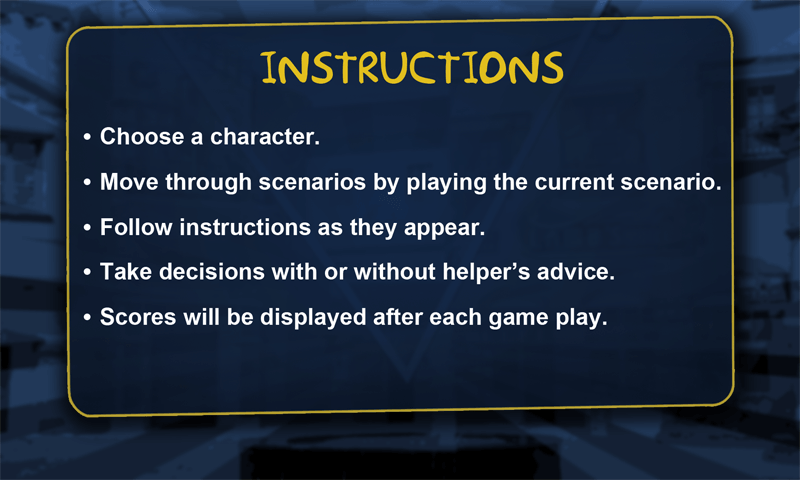 INSTRUCTIONS
• Choose a character.
• Move through scenarios by playing the current scenario.
• Follow instructions as they appear.
• Take decisions with or without helper’s advice.
• Scores will be displayed after each game play.